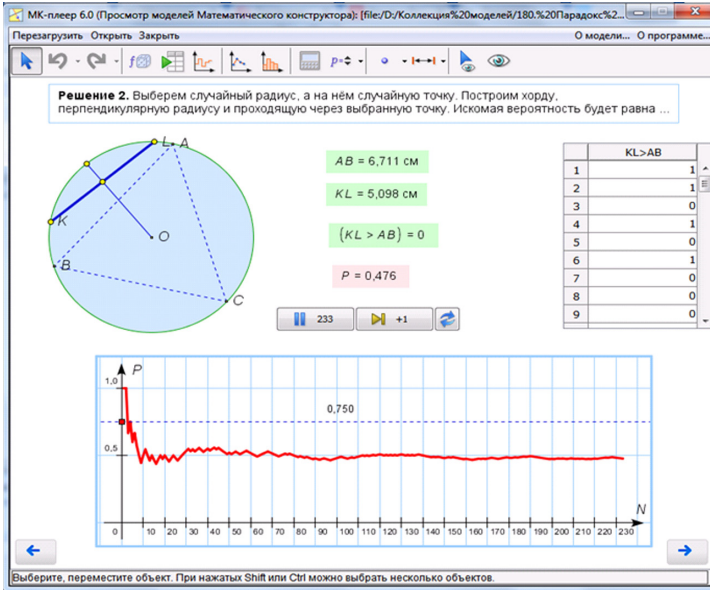 МК-плеер 6.0 (Просмотр моделей Математического конструктора): [file:/D:/Коллекция%20моделей/180.%20Парадокс%2...
Перезагрузить Открыть Закрыть О модели... О программе...
Решение 2. Выберем случайный радиус, а на нём случайную точку. Построим хорду,
перпендикулярную радиусу и проходящую через выбранную точку. Искомая вероятность будет равна ...
L A
K
O
B
C
AB = 6,711 см
KL = 5,098 см
(KL > AB) = 0
P = 0,476
233 +1
KL>AB
1 1
2 1
3 0
4 1
5 0
6 1
7 0
8 0
9 0
P
1,0
0,750
0,5
N
0 10 20 30 40 50 60 70 80 90 100 110 120 130 140 150 160 170 180 190 200 210 220 230
Выберите, переместите объект. При нажатых Shift или Ctrl можно выбрать несколько объектов.